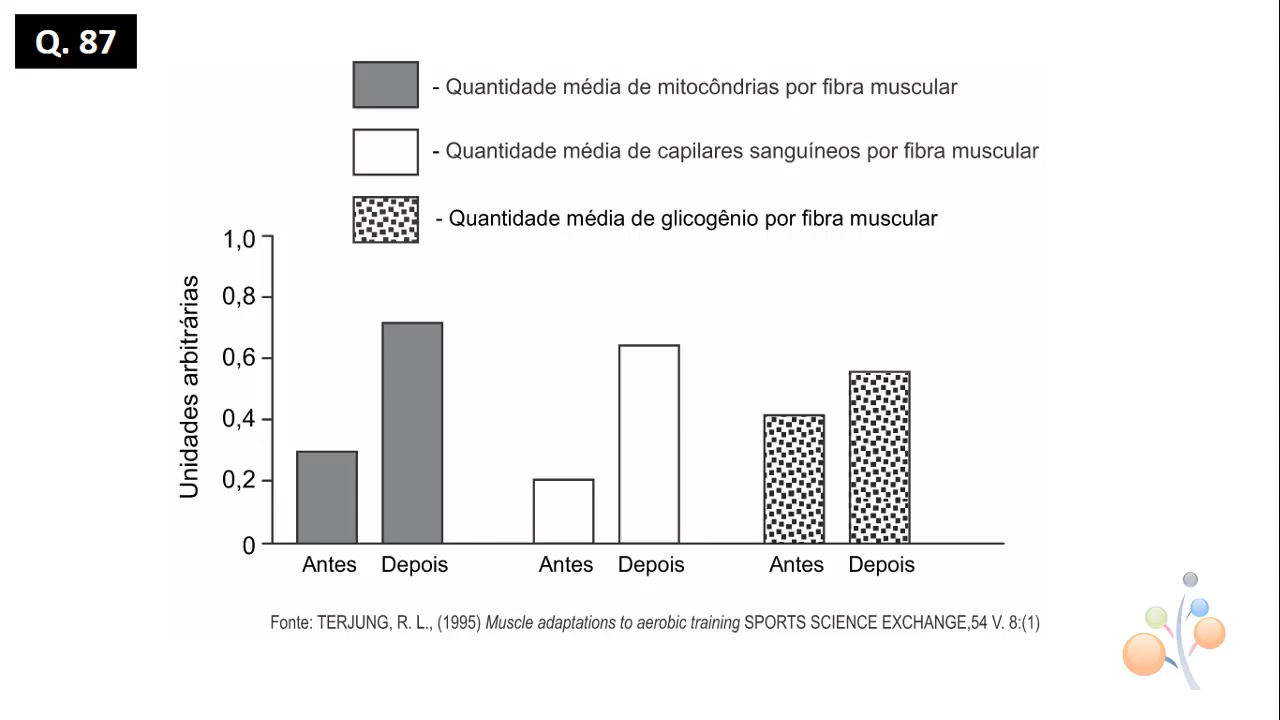 Q. 87
- Quantidade média de mitocôndrias por fibra muscular
- Quantidade média de capilares sanguíneos por fibra muscular
- Quantidade média de glicogênio por fibra muscular
Unidades arbitrárias
1,0
0,8
0,6
0,4
0,2
0
Antes Depois Antes Depois Antes Depois
Fonte: TERJUNG, R. L., (1995) Muscle adaptations to aerobic training SPORTS SCIENCE EXCHANGE,54 V. 8:(1)